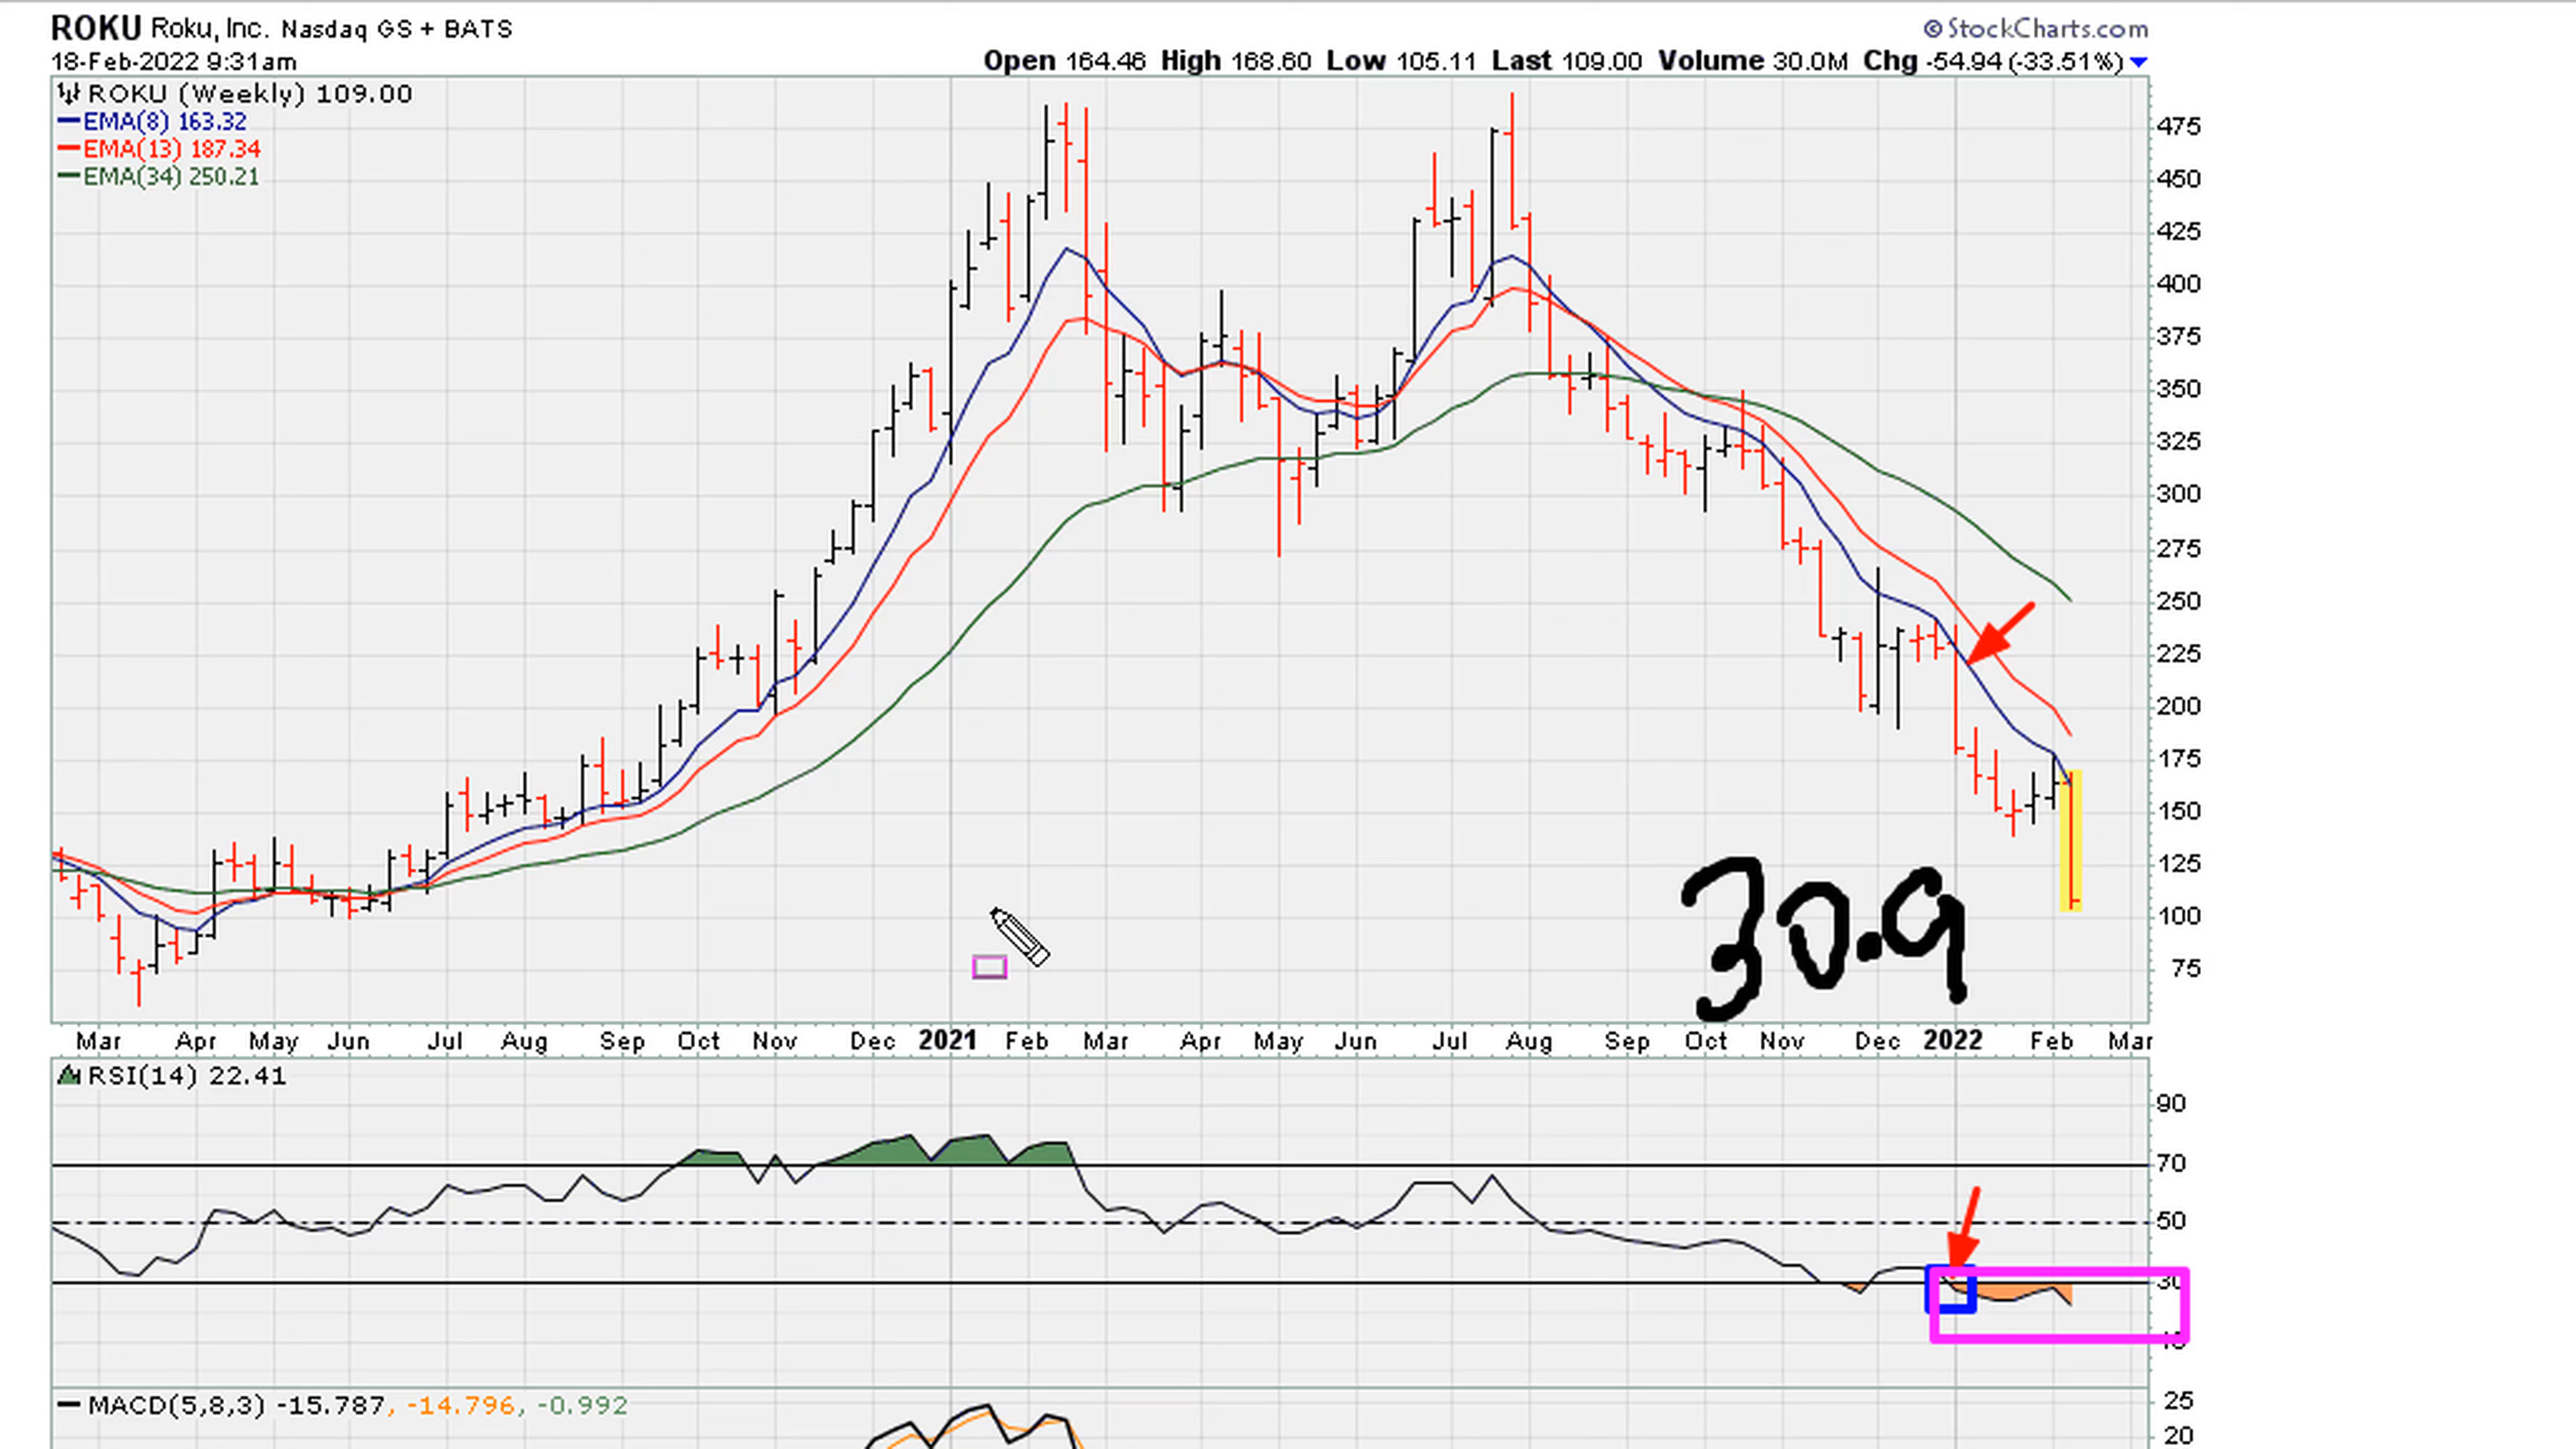 ROKU Roku, Inc. Nasdaq GS + BATS
© StockCharts.com
18-Feb-2022 9:31am
Open 164.46 High 168.60 Low 105.11 Last 109.00 Volume 30.0M Chg -54.94 (-33.51%)
ROKU (Weekly) 109.00
EMA(8) 163.32
EMA(13) 187.34
EMA(34) 250.21
475
450
425
400
375
350
325
300
275
250
225
200
175
150
125
100
75
30.9
Mar Apr May Jun Jul Aug Sep Oct Nov Dec 2021 Feb Mar Apr May Jun Jul Aug Sep Oct Nov Dec 2022 Feb Mar
RSI(14) 22.41
90
70
50
30
MACD(5,8,3) -15.787, -14.796, -0.992
25
20